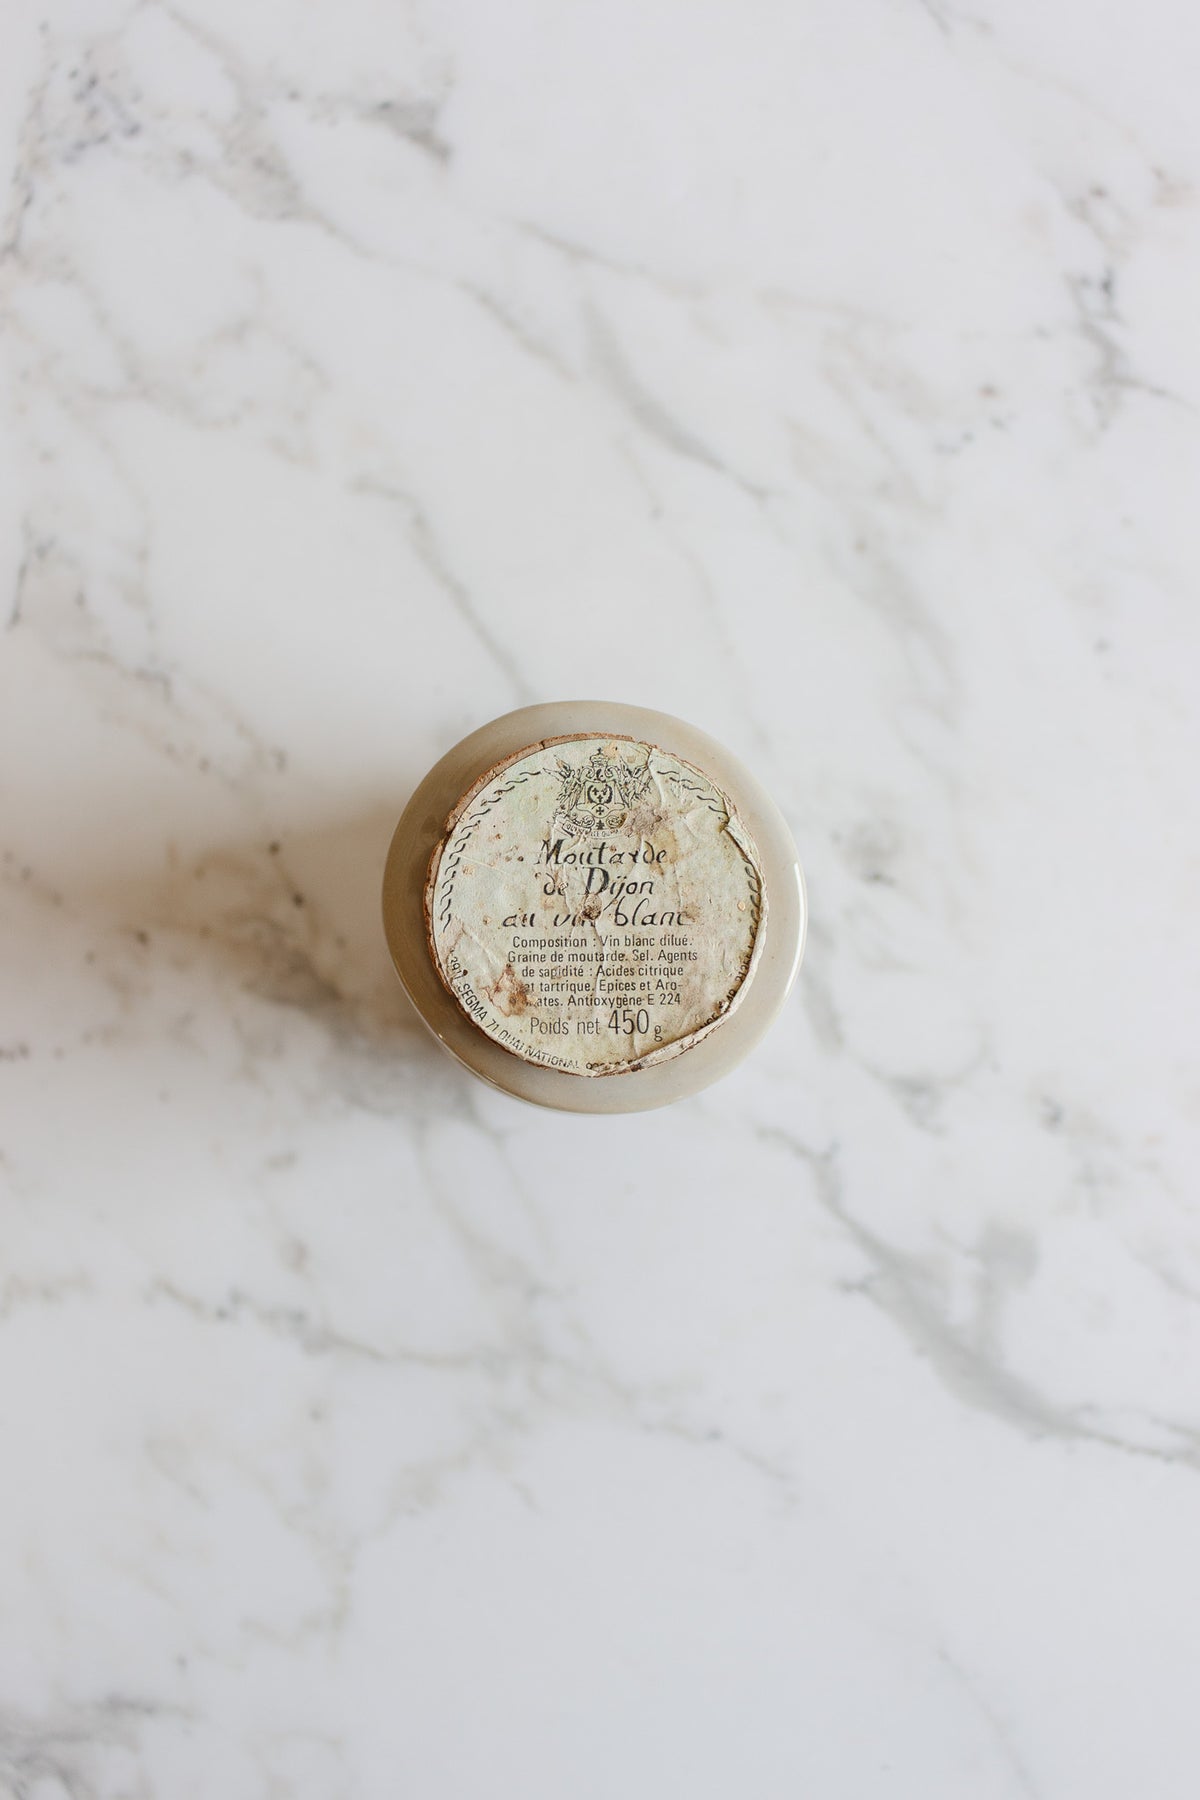 Moutarde
de Dijon
au vin blanc
Composition : Vin blanc dilué.
Graine de moutarde. Sel. Agents
de sapidité : Acides citrique
et tartrique. Epices et Aro-
ates. Antioxygène E 224
Poids net 450 g
SEGMA 71 QUAI NATIONAL